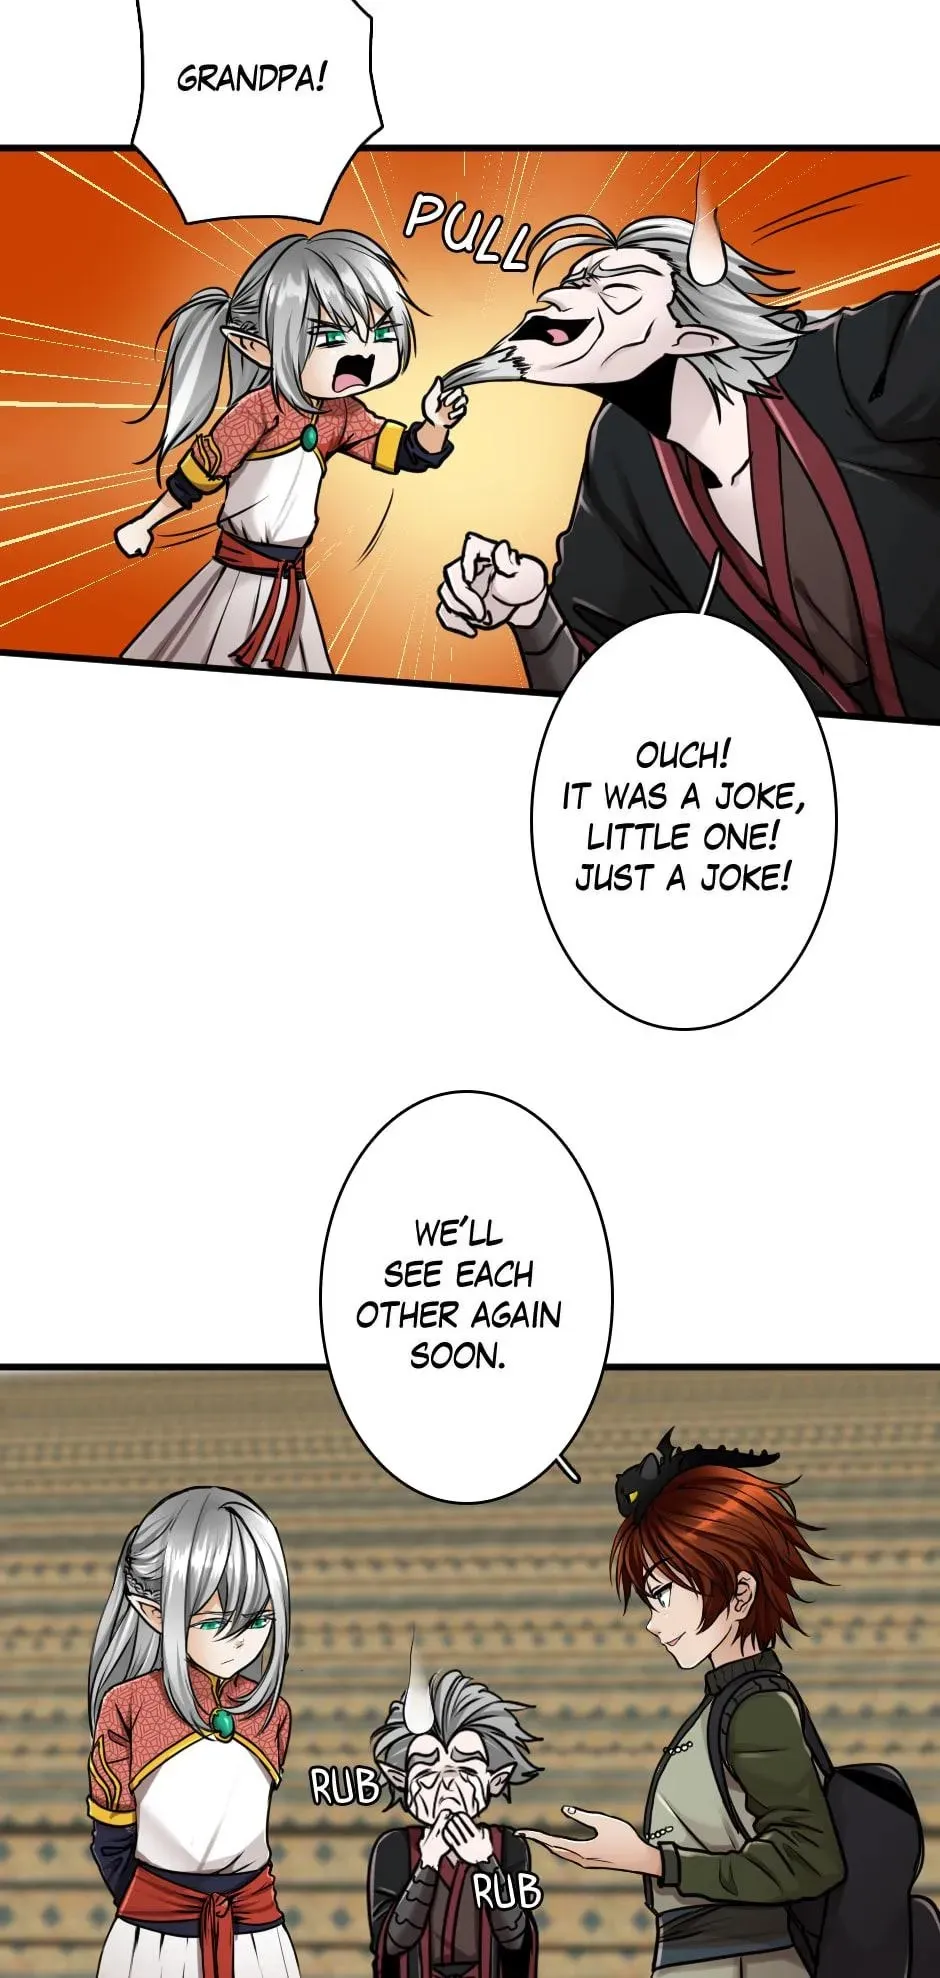 GRANDPA!
PULL
OUCH!
IT WAS A JOKE,
LITTLE ONE!
JUST A JOKE!
WE'LL
SEE EACH
OTHER AGAIN
SOON.
RUB
RUB